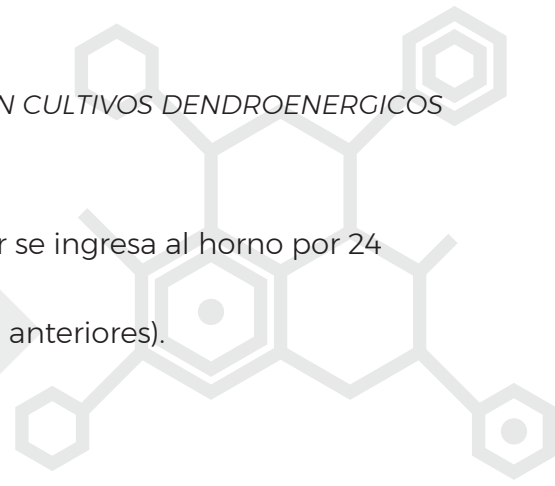 N CULTIVOS DENDROENERGICOS
r se ingresa al horno por 24
anteriores).